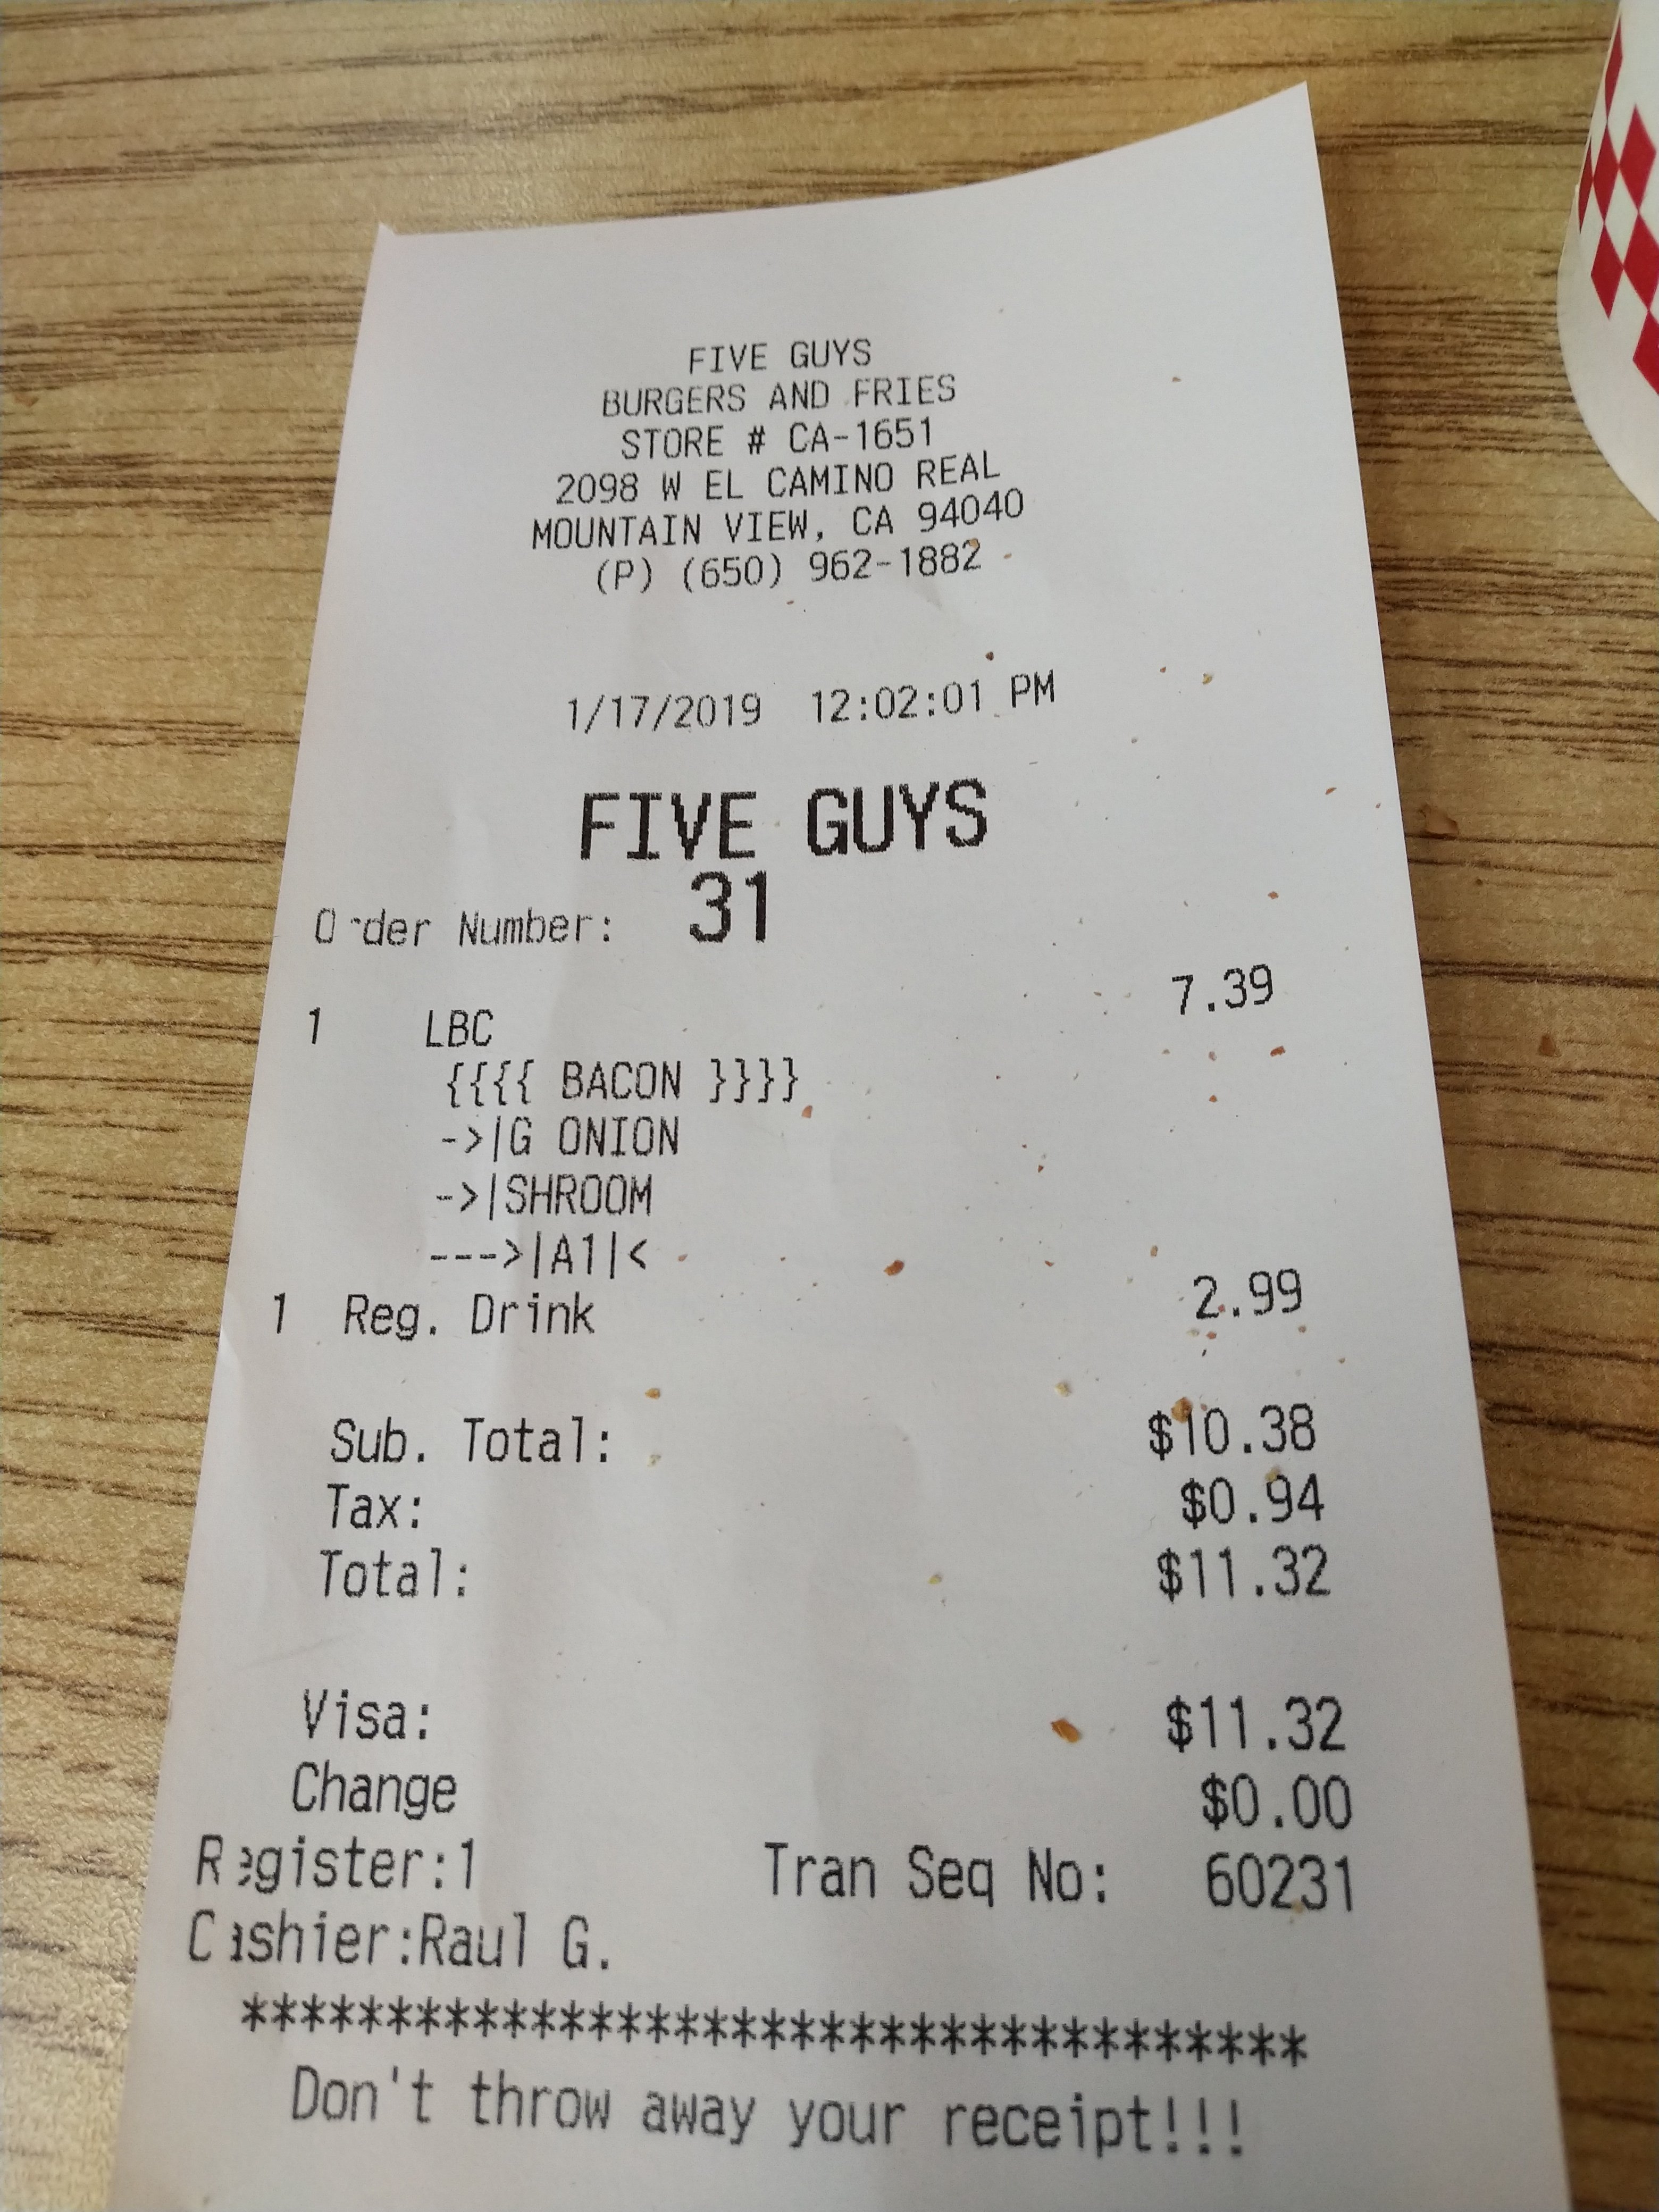 FIVE GUYS
BURGERS AND FRIES
STORE # CA-1651
2098 W EL CAMINO REAL
MOUNTAIN VIEW, CA 94040
(P) (650) 962-1882
1/17/2019 12:02:01 PM
FIVE GUYS
Order Number: 31
1 LBC 7.39
{{{{ BACON }}}}
->|G ONION
->|SHROOM
--->|A1|<
1 Reg. Drink 2.99
Sub. Total: $10.38
Tax: $0.94
Total: $11.32
Visa: $11.32
Change $0.00
Register:1 Tran Seq No: 60231
Cashier:Raul G.
*************************************
Don't throw away your receipt!!!